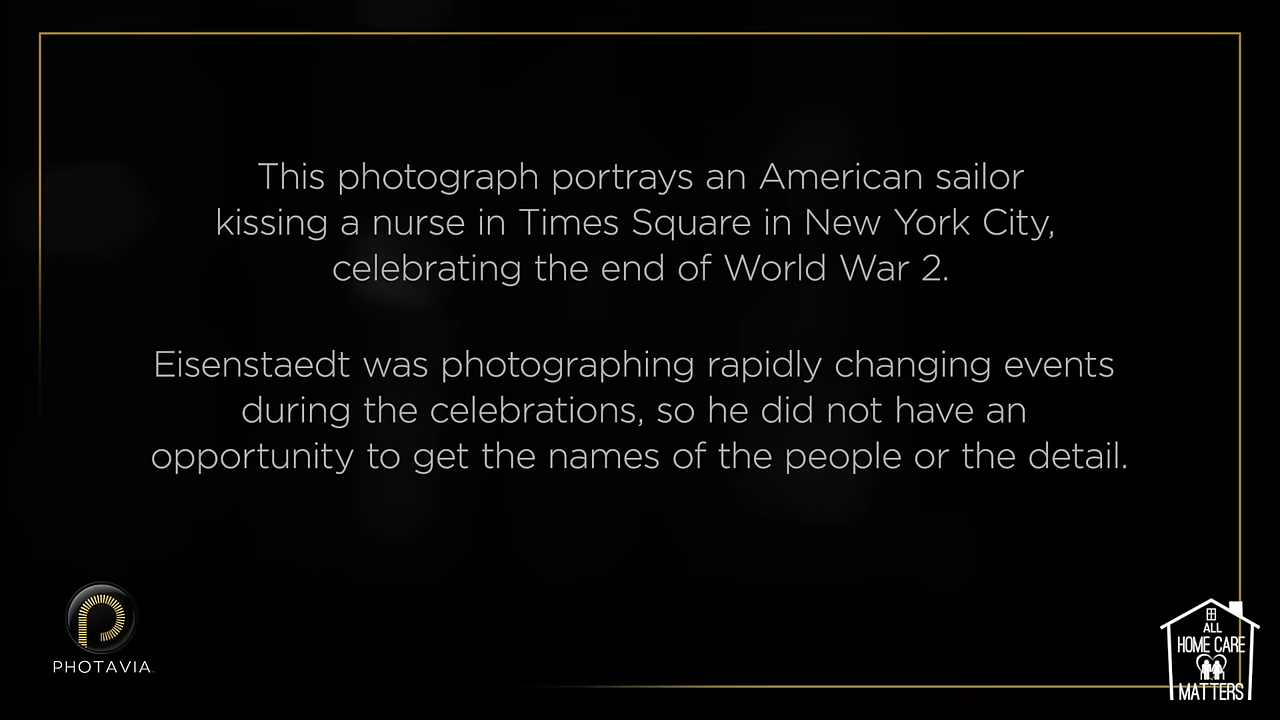 This photograph portrays an American sailor
kissing a nurse in Times Square in New York City,
celebrating the end of World War 2.
Eisenstaedt was photographing rapidly changing events
during the celebrations, so he did not have an
opportunity to get the names of the people or the detail.
PHOTAVIA
ALL
HOME CARE
MATTERS